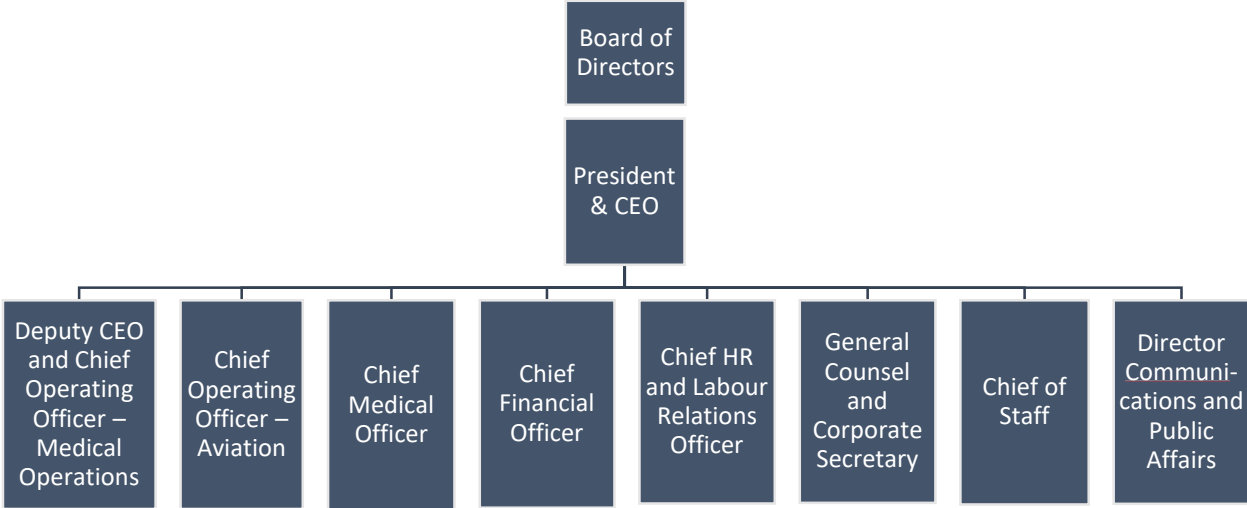 Board of
Directors
President
& CEO
Deputy CEO
and Chief
Operating
Officer –
Medical
Operations
Chief
Operating
Officer –
Aviation
Chief
Medical
Officer
Chief
Financial
Officer
Chief HR
and Labour
Relations
Officer
General
Counsel
and
Corporate
Secretary
Chief of
Staff
Director
Communi-
cations and
Public
Affairs